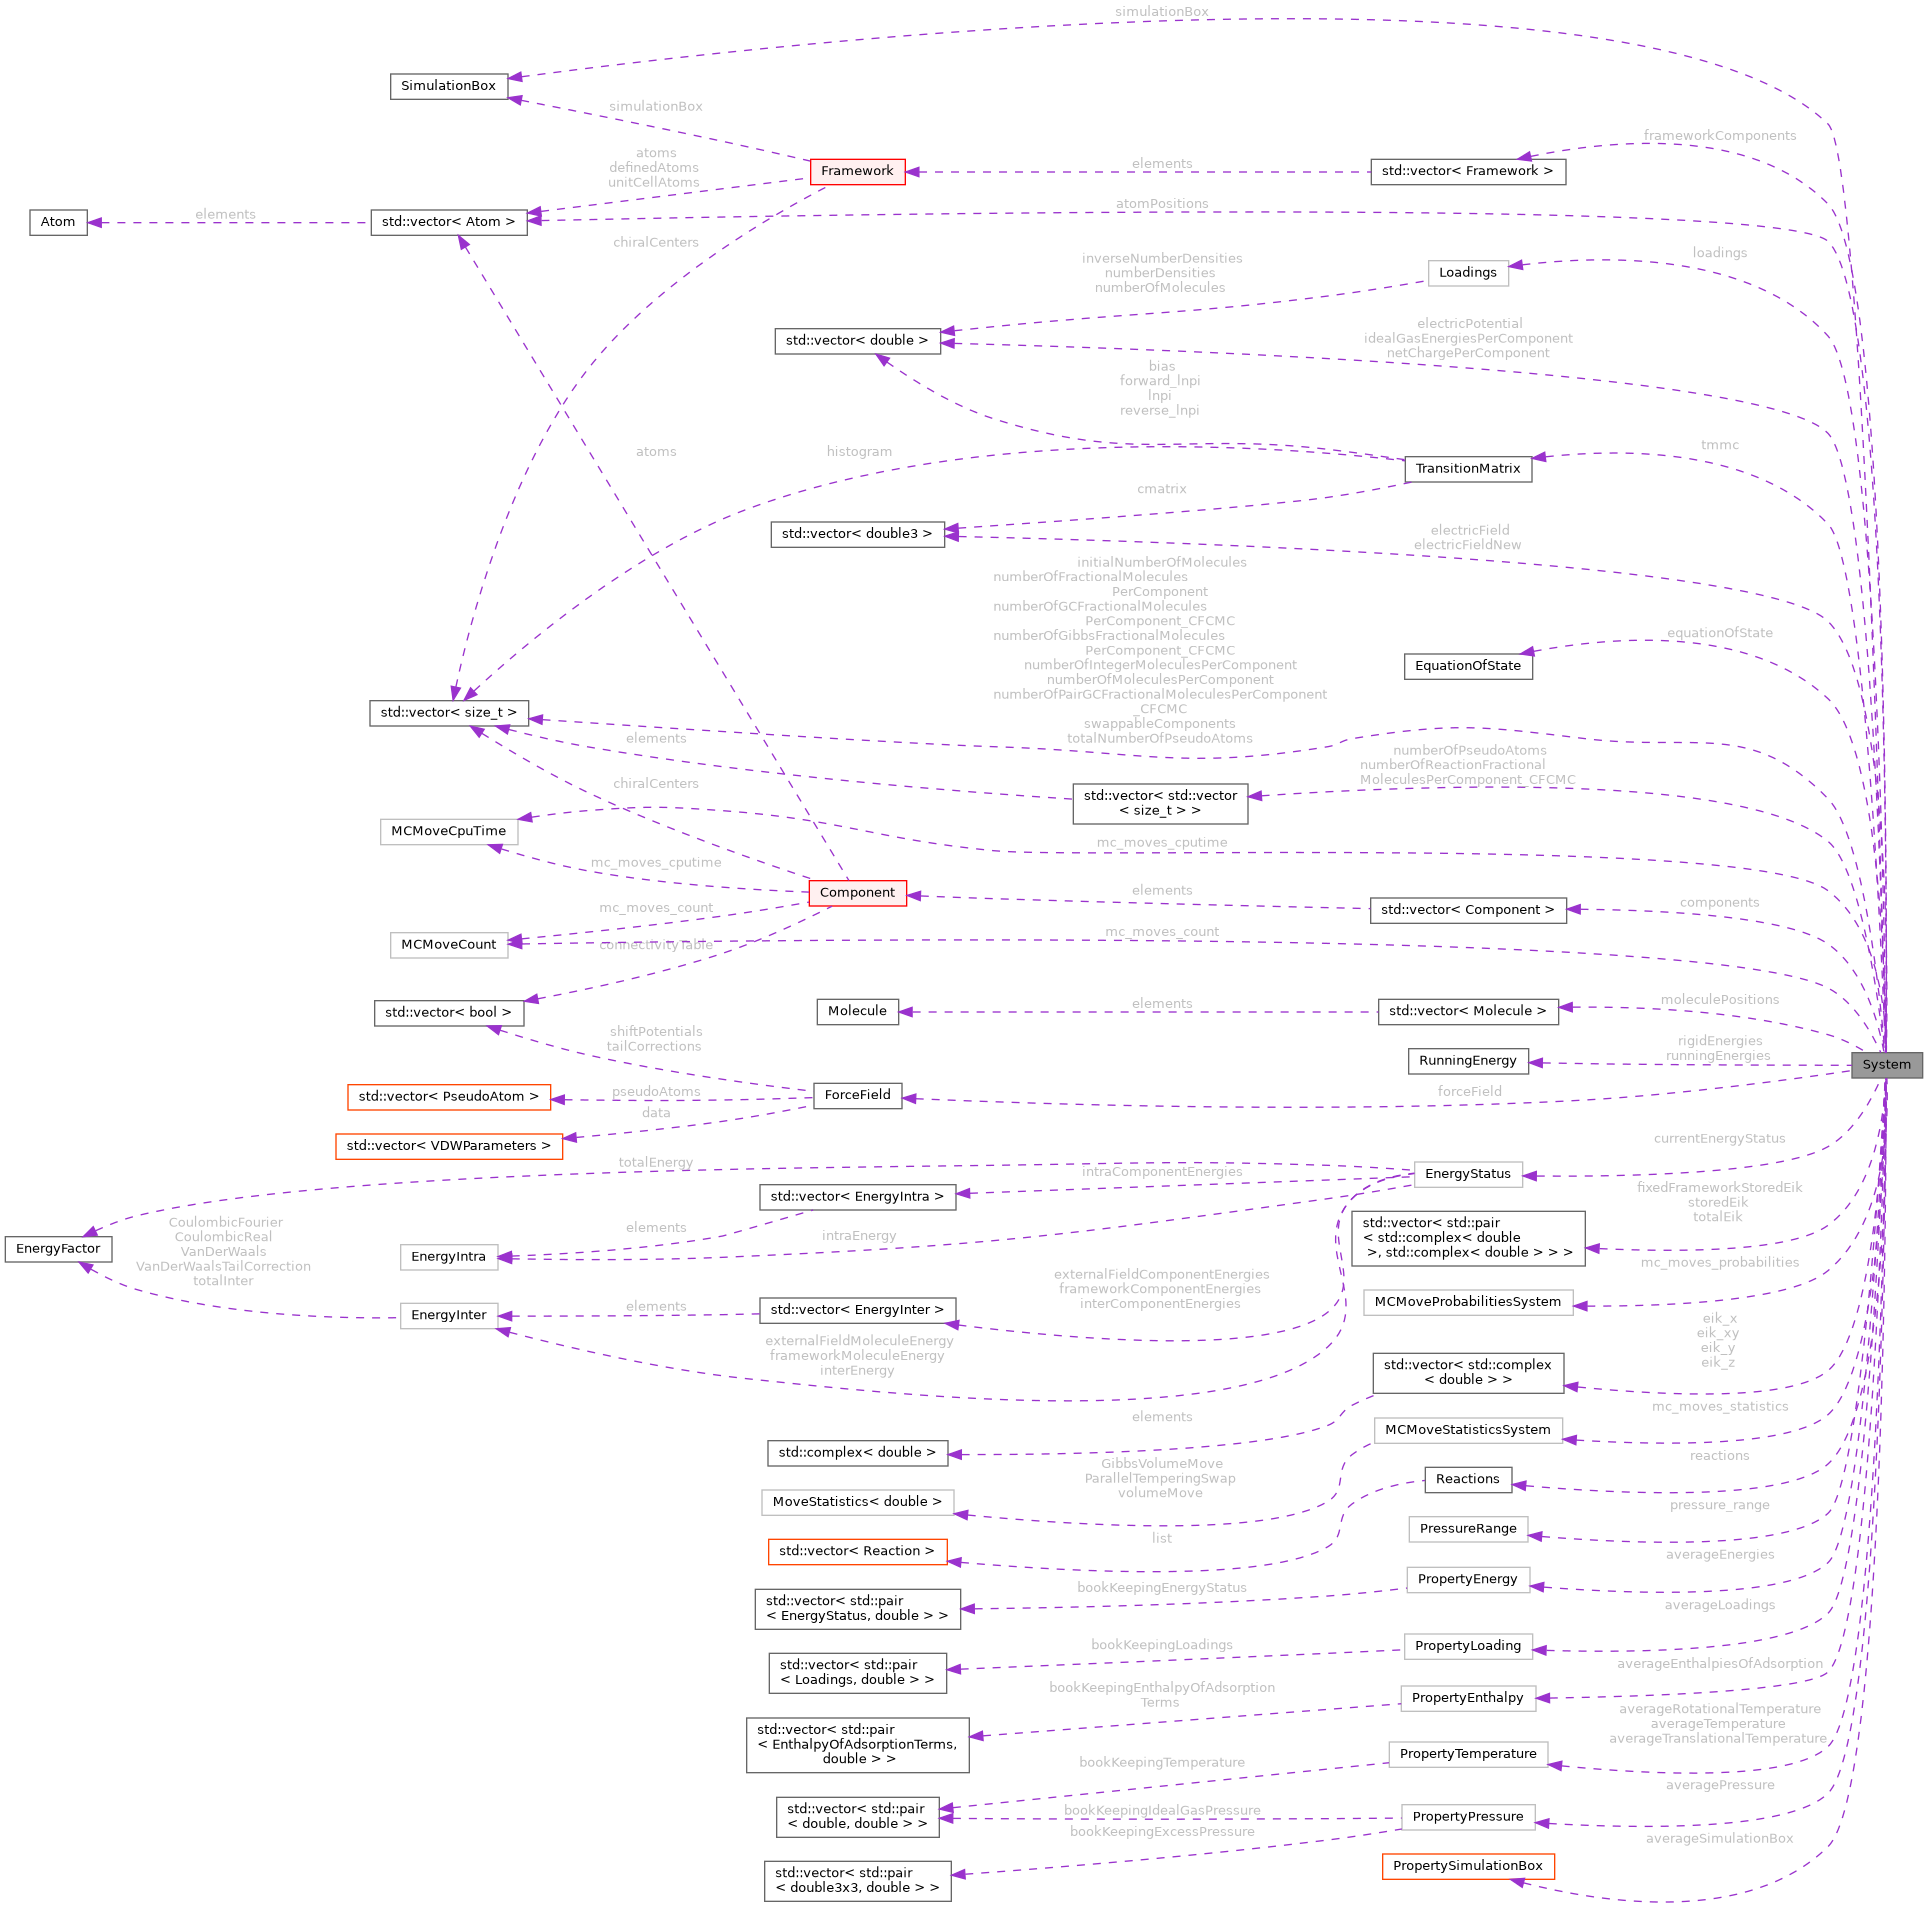 simulationBox
SimulationBox
simulationBox
frameworkComponents
atoms
definedAtoms
unitCellAtoms
Framework
elements
std::vector< Framework >
Atom
elements
std::vector< Atom >
atomPositions
chiralCenters
loadings
inverseNumberDensities
numberDensities
numberOfMolecules
Loadings
std::vector< double >
electricPotential
idealGasEnergiesPerComponent
netChargePerComponent
bias
forward_lnpi
lnpi
reverse_lnpi
atoms
histogram
tmmc
TransitionMatrix
cmatrix
std::vector< double3 >
electricField
electricFieldNew
initialNumberOfMolecules
numberOfFractionalMolecules
PerComponent
numberOfGCFractionalMolecules
PerComponent_CFCMC
numberOfGibbsFractionalMolecules
PerComponent_CFCMC
numberOfIntegerMoleculesPerComponent
numberOfMoleculesPerComponent
numberOfPairGCFractionalMoleculesPerComponent
_CFCMC
swappableComponents
totalNumberOfPseudoAtoms
equationOfState
EquationOfState
std::vector< size_t >
elements
numberOfPseudoAtoms
numberOfReactionFractional
MoleculesPerComponent_CFCMC
chiralCenters
std::vector< std::vector
< size_t > >
MCMoveCpuTime
mc_moves_cputime
mc_moves_cputime
Component
elements
std::vector< Component >
components
mc_moves_count
MCMoveCount
connectivityTable
mc_moves_count
std::vector< bool >
Molecule
elements
std::vector< Molecule >
moleculePositions
shiftPotentials
tailCorrections
RunningEnergy
rigidEnergies
runningEnergies
System
std::vector< PseudoAtom >
pseudoAtoms
ForceField
forceField
data
std::vector< VDWParameters >
currentEnergyStatus
totalEnergy
intraComponentEnergies
EnergyStatus
std::vector< EnergyIntra >
fixedFrameworkStoredEik
storedEik
totalEik
CoulombicFourier
CoulombicReal
VanDerWaals
VanDerWaalsTailCorrection
totalInter
EnergyFactor
elements
intraEnergy
EnergyIntra
std::vector< std::pair
< std::complex< double
>, std::complex< double > > >
mc_moves_probabilities
externalFieldComponentEnergies
frameworkComponentEnergies
interComponentEnergies
MCMoveProbabilitiesSystem
EnergyInter
elements
std::vector< EnergyInter >
eik_x
eik_xy
eik_y
eik_z
externalFieldMoleculeEnergy
frameworkMoleculeEnergy
interEnergy
std::vector< std::complex
< double > >
mc_moves_statistics
elements
MCMoveStatisticsSystem
std::complex< double >
reactions
GibbsVolumeMove
ParallelTemperingSwap
volumeMove
Reactions
MoveStatistics< double >
pressure_range
list
PressureRange
std::vector< Reaction >
averageEnergies
bookKeepingEnergyStatus
PropertyEnergy
std::vector< std::pair
< EnergyStatus, double > >
averageLoadings
bookKeepingLoadings
PropertyLoading
std::vector< std::pair
< Loadings, double > >
averageEnthalpiesOfAdsorption
bookKeepingEnthalpyOfAdsorption
Terms
PropertyEnthalpy
std::vector< std::pair
< EnthalpyOfAdsorptionTerms,
double > >
averageRotationalTemperature
averageTemperature
averageTranslationalTemperature
bookKeepingTemperature
PropertyTemperature
averagePressure
std::vector< std::pair
< double, double > >
bookKeepingIdealGasPressure
PropertyPressure
bookKeepingExcessPressure
averageSimulationBox
std::vector< std::pair
< double3x3, double > >
PropertySimulationBox